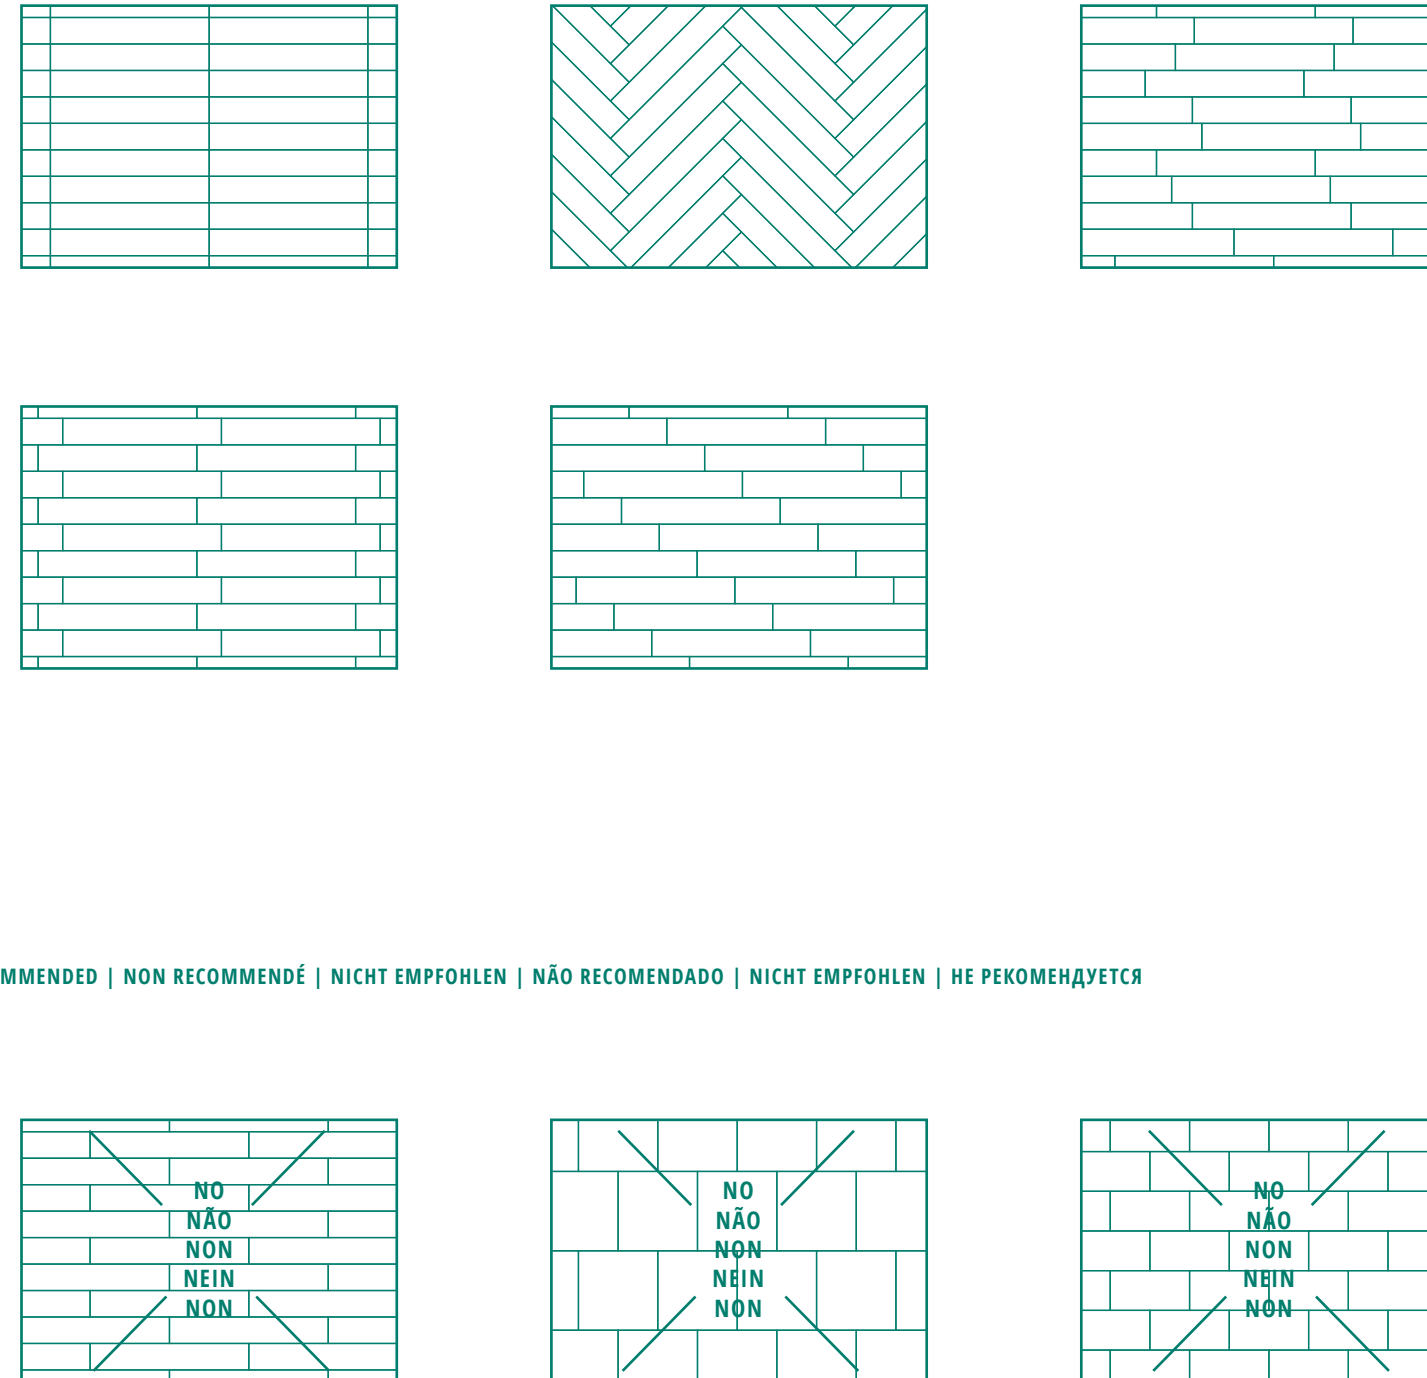 MMENDED | NON RECOMMENDÉ | NICHT EMPFOHLEN | NÃO RECOMENDADO | NICHT EMPFOHLEN | НЕ РЕКОМЕНДУЕТСЯ
NO
NÃO
NON
NEIN
NON
NO
NÃO
NON
NEIN
NON
NO
NÃO
NON
NEIN
NON